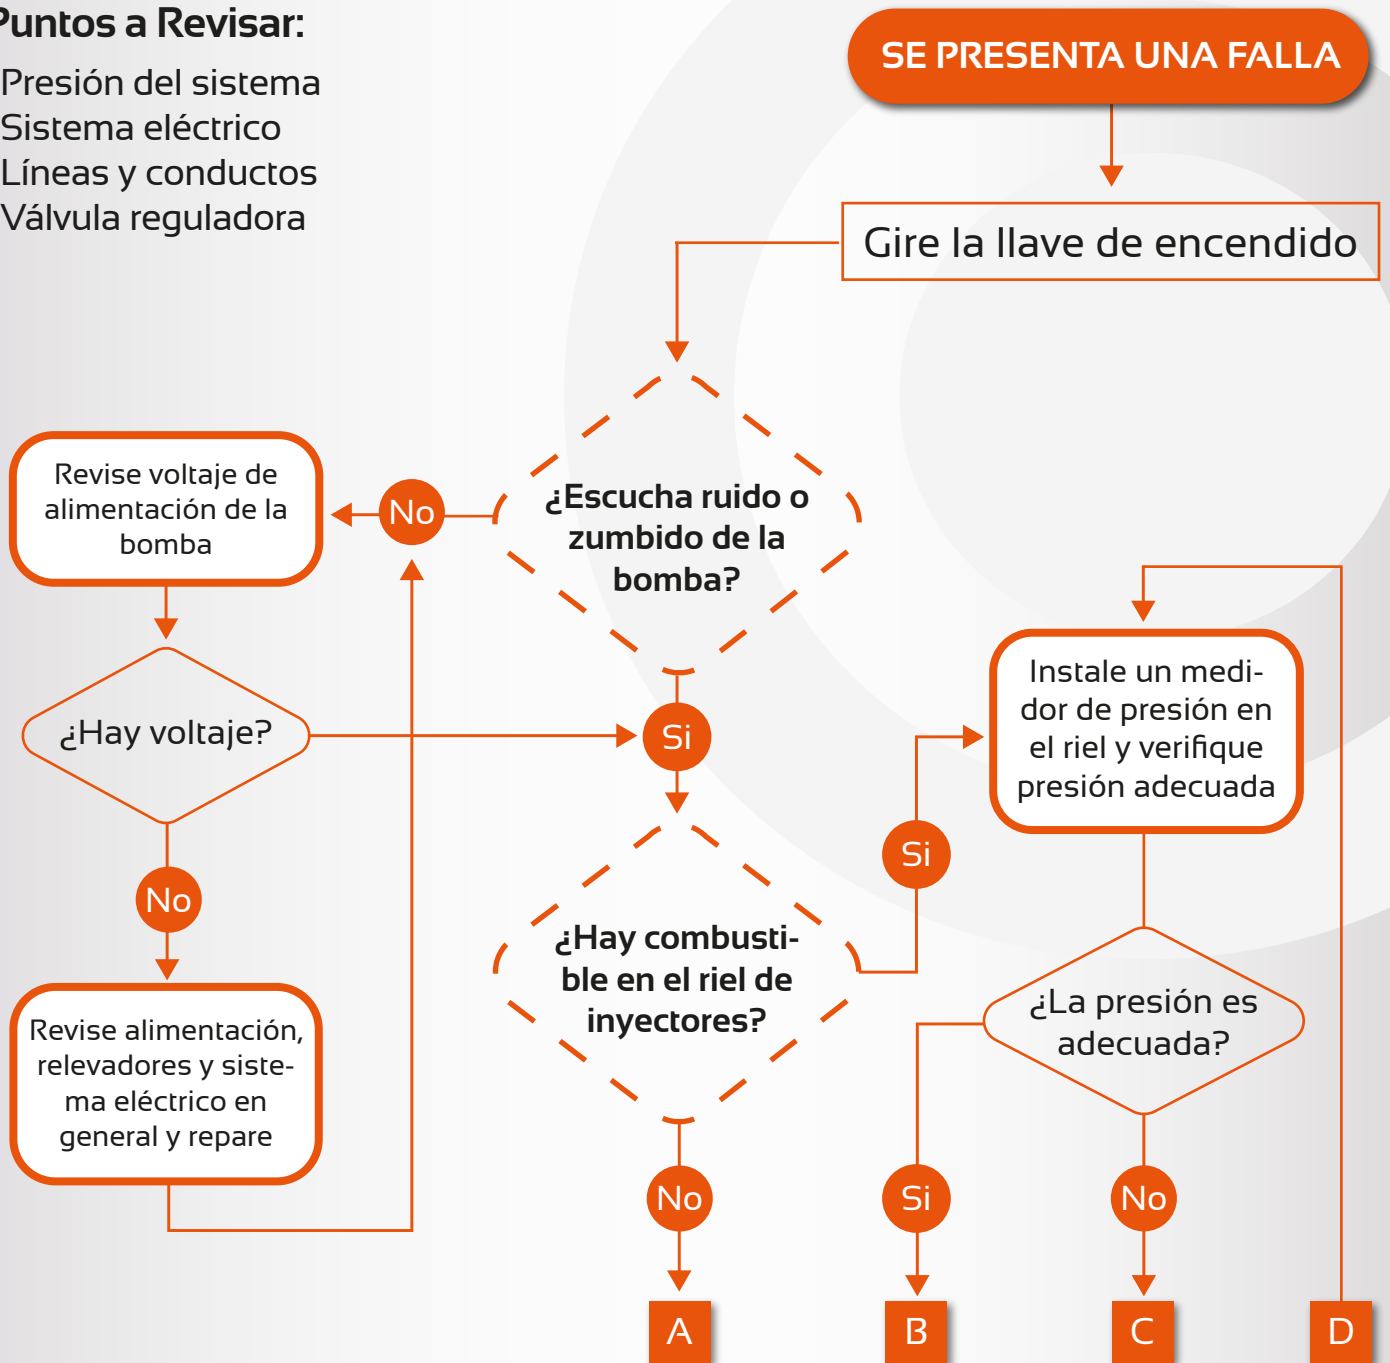 Puntos a Revisar:
Presión del sistema
Sistema eléctrico
Líneas y conductos
Válvula reguladora
SE PRESENTA UNA FALLA
Gire la llave de encendido
¿Escucha ruido o
zumbido de la
bomba?
No
Revise voltaje de
alimentación de la
bomba
¿Hay voltaje?
Si
No
Revise alimentación,
relevadores y siste-
ma eléctrico en
general y repare
¿Hay combusti-
ble en el riel de
inyectores?
Si
Instale un medi-
dor de presión en
el riel y verifique
presión adecuada
¿La presión es
adecuada?
No
Si
No
A
B
C
D